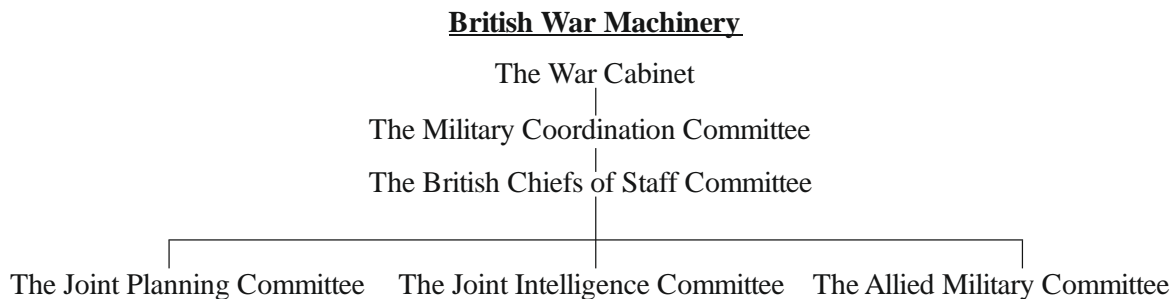 British War Machinery
The War Cabinet
The Military Coordination Committee
The British Chiefs of Staff Committee
The Joint Planning Committee The Joint Intelligence Committee The Allied Military Committee